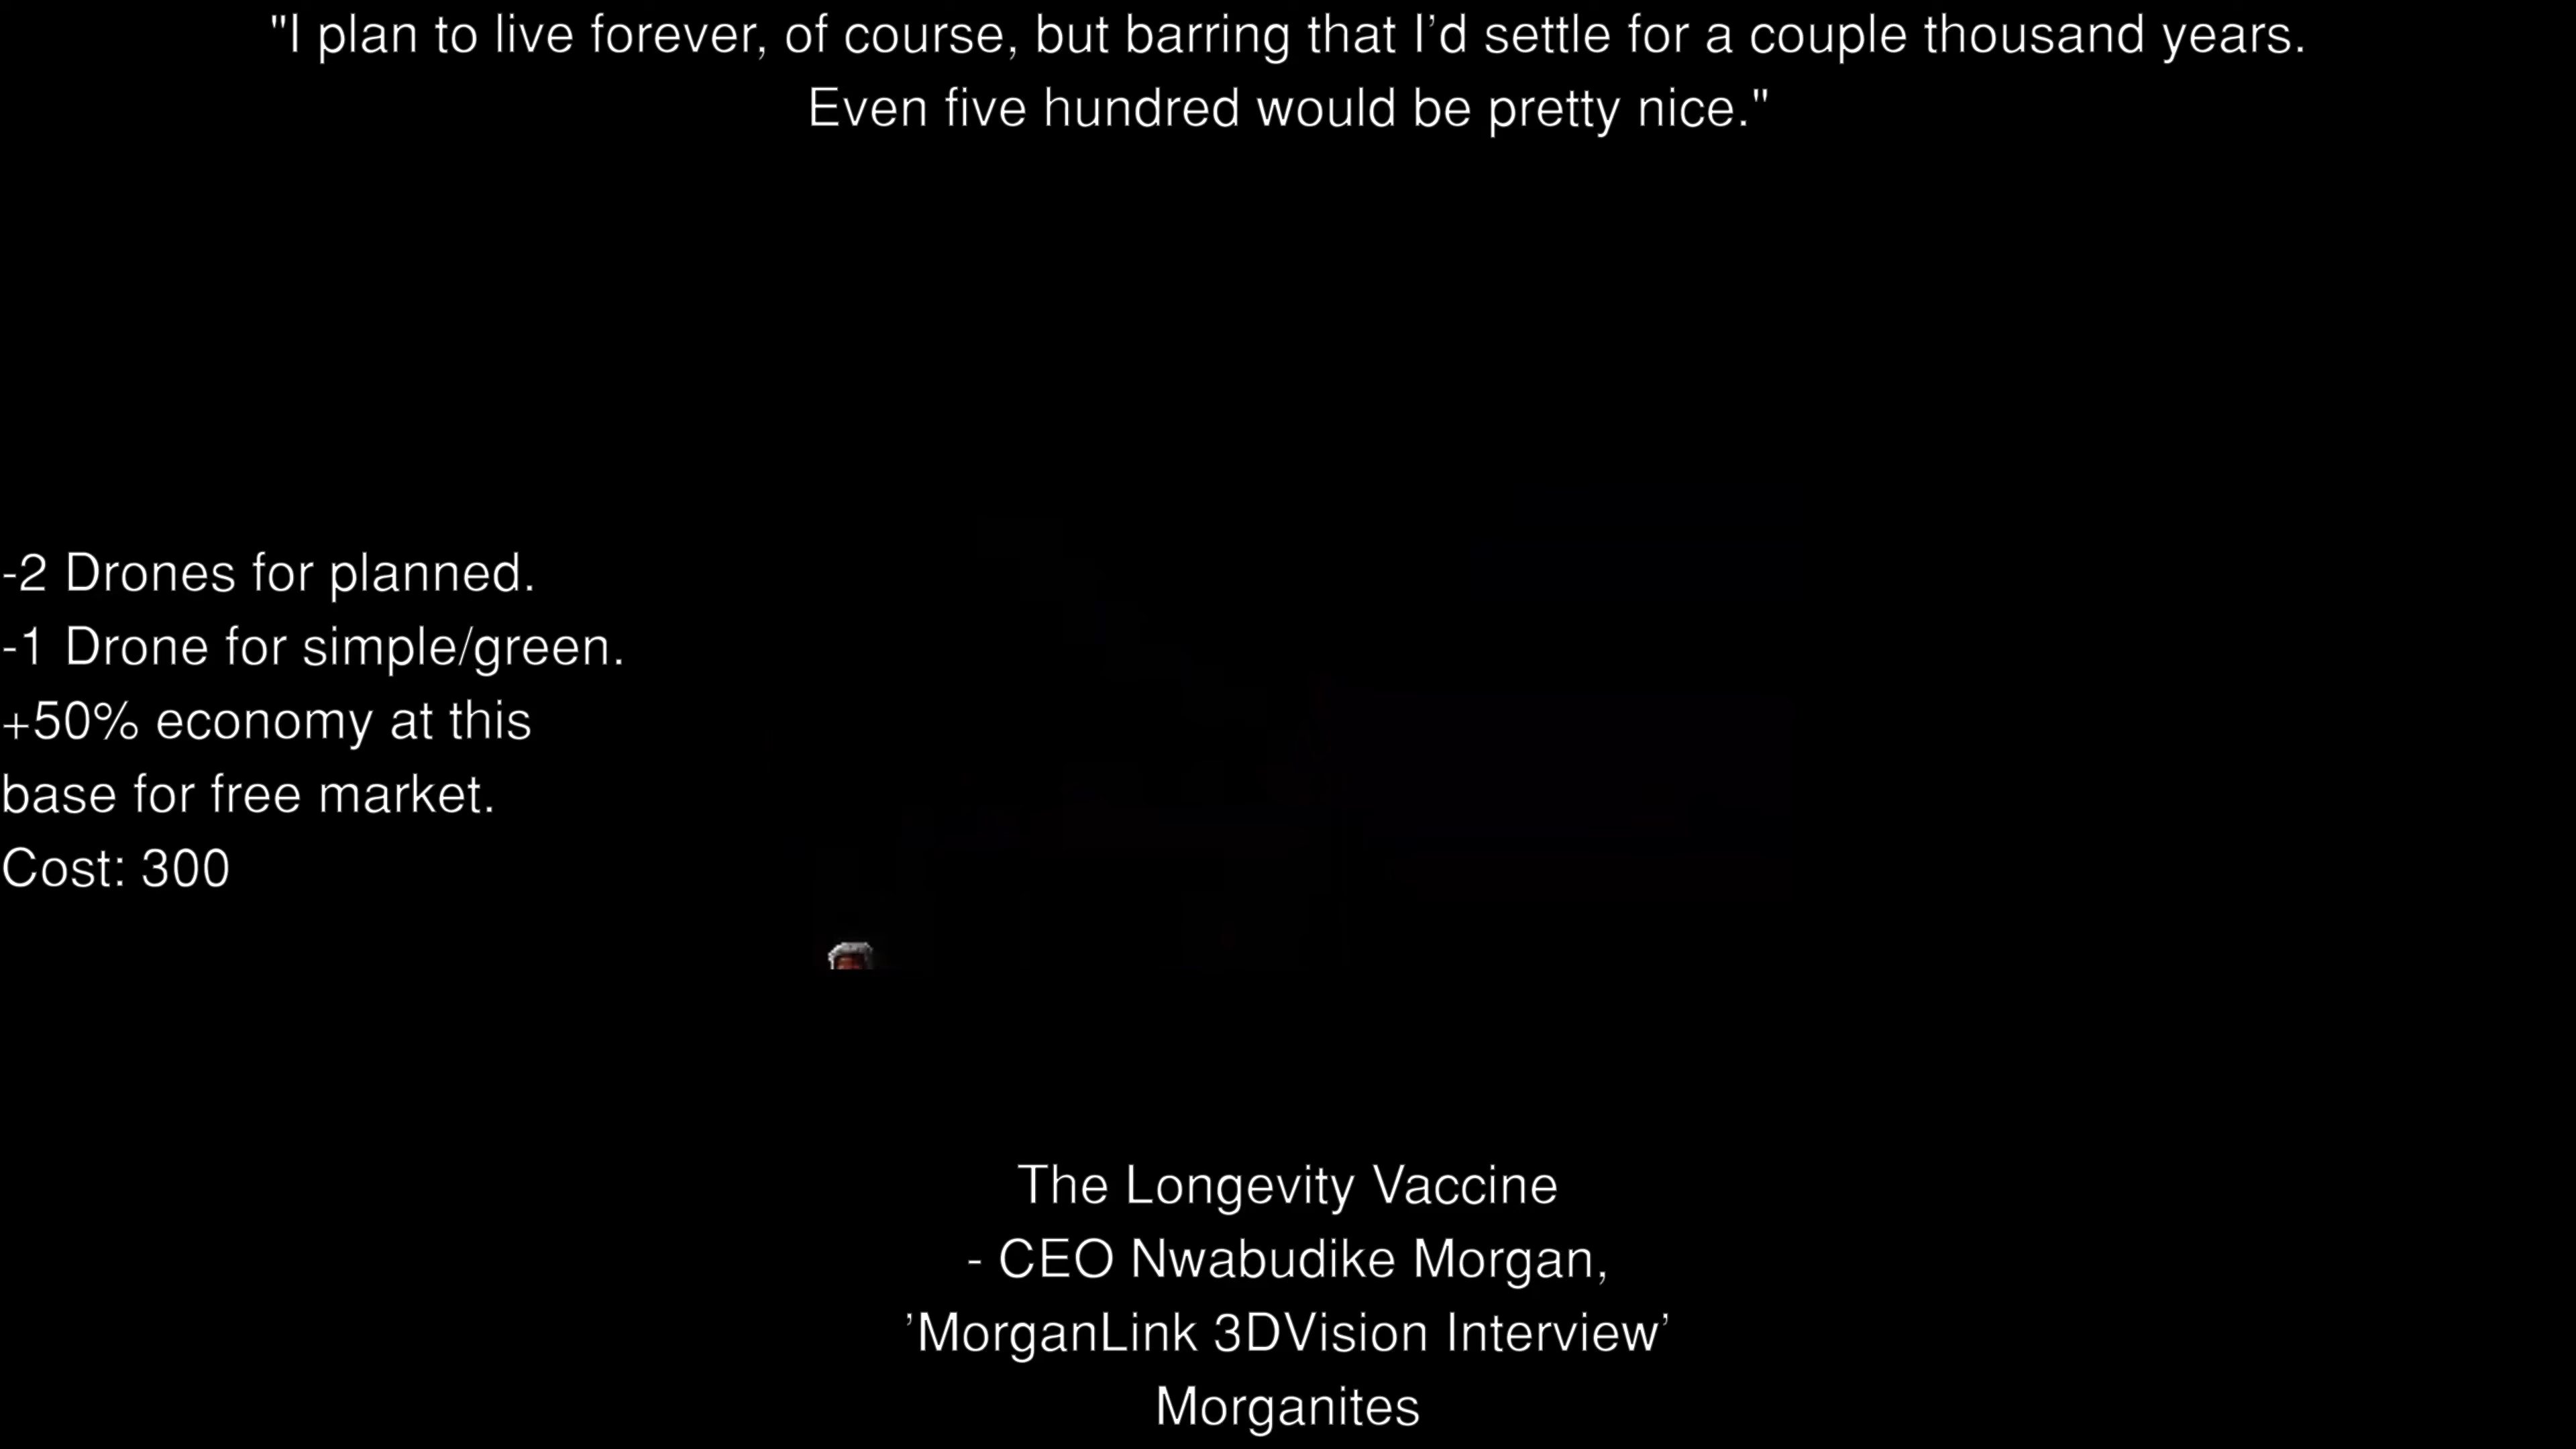 "I plan to live forever, of course, but barring that I’d settle for a couple thousand years.
Even five hundred would be pretty nice."
-2 Drones for planned.
-1 Drone for simple/green.
+50% economy at this
base for free market.
Cost: 300
The Longevity Vaccine
- CEO Nwabudike Morgan,
’MorganLink 3DVision Interview’
Morganites